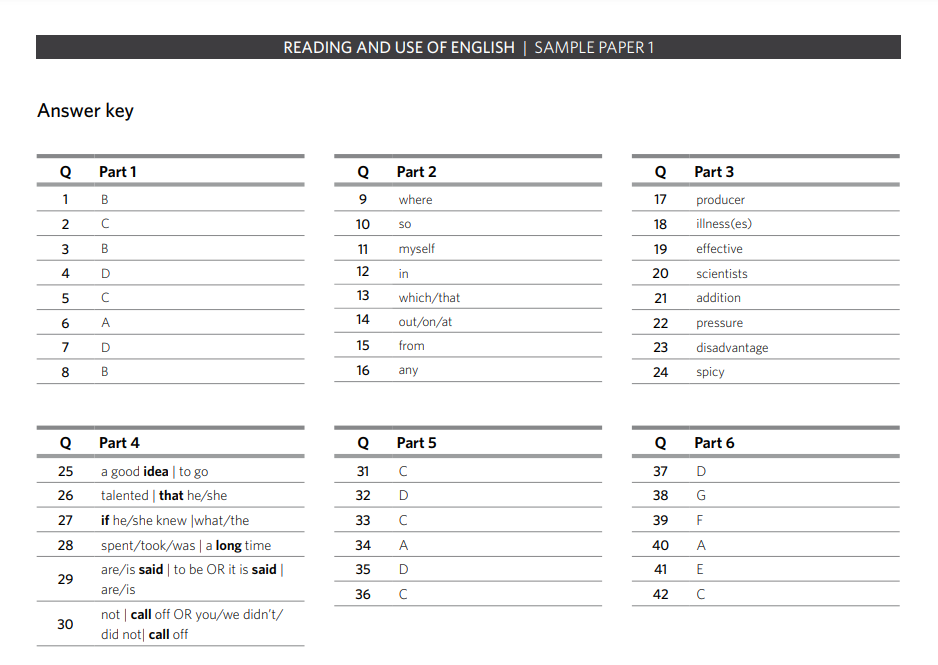 READING AND USE OF ENGLISH | SAMPLE PAPER 1
Answer key
Q Part 1
1 B
2 C
3 B
4 D
5 C
6 A
7 D
8 B
Q Part 2
9 where
10 so
11 myself
12 in
13 which/that
14 out/on/at
15 from
16 any
Q Part 3
17 producer
18 illness(es)
19 effective
20 scientists
21 addition
22 pressure
23 disadvantage
24 spicy
Q Part 4
25 a good idea | to go
26 talented | that he/she
27 if he/she knew |what/the
28 spent/took/was | a long time
29 are/is said | to be OR it is said |
are/is
30 not | call off OR you/we didn't/
did not| call off
Q Part 5
31 C
32 D
33 C
34 A
35 D
36 C
Q Part 6
37 D
38 G
39 F
40 A
41 E
42 C